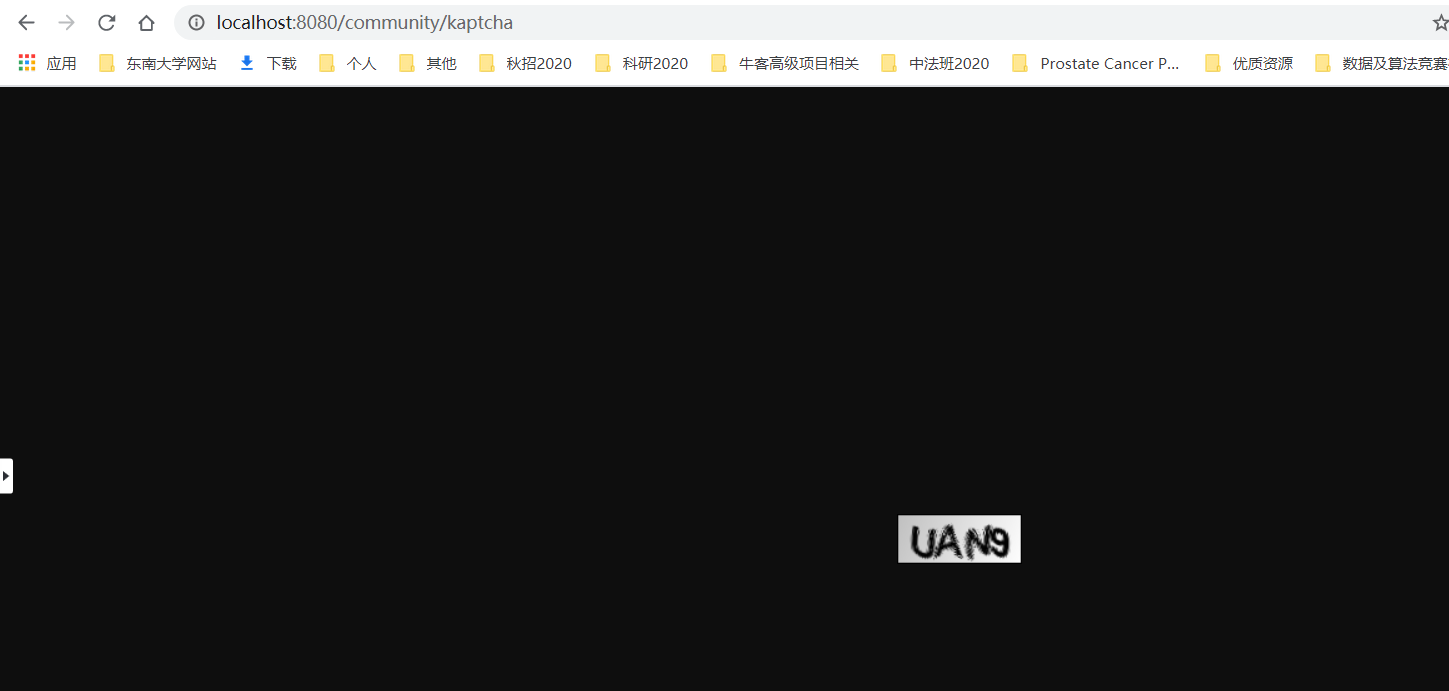 localhost:8080/community/kaptcha
应用 东南大学网站 下载 个人 其他 秋招2020 科研2020 牛客高级项目相关 中法班2020 Prostate Cancer P... 优质资源 数据及算法竞赛
UAN9